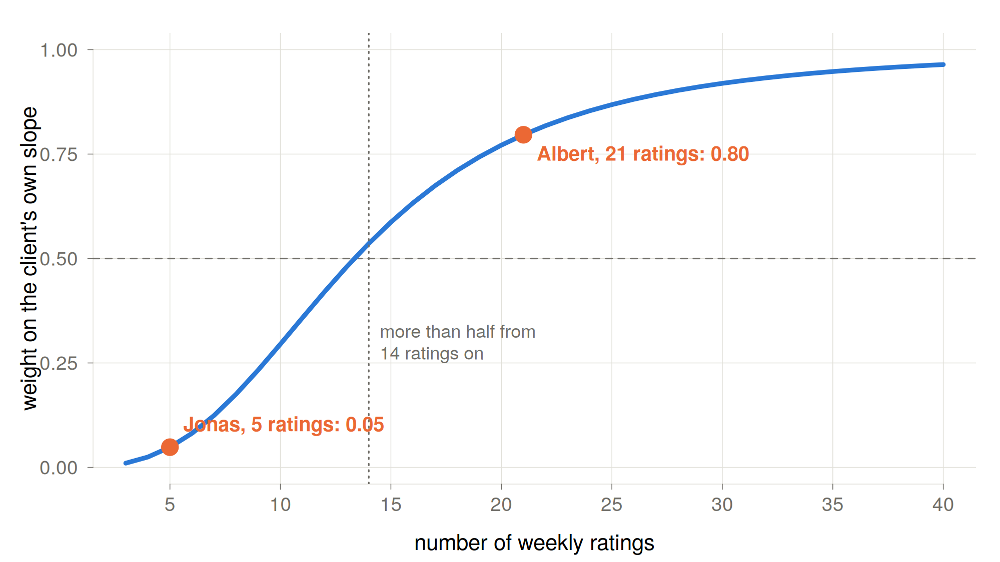 1.00
0.75
0.50
0.25
0.00
weight on the client's own slope
Albert, 21 ratings: 0.80
more than half from
14 ratings on
Jonas, 5 ratings: 0.05
5 10 15 20 25 30 35 40
number of weekly ratings